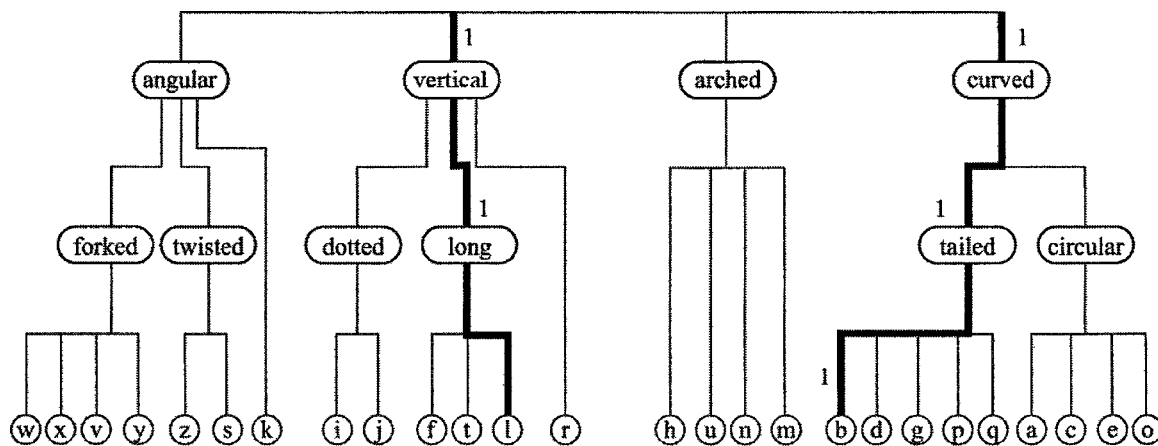 1 1
angular vertical arched curved
1 1
forked twisted dotted long tailed circular
1
w x v y z s k i j f t l r h u n m b d g p q a c e o